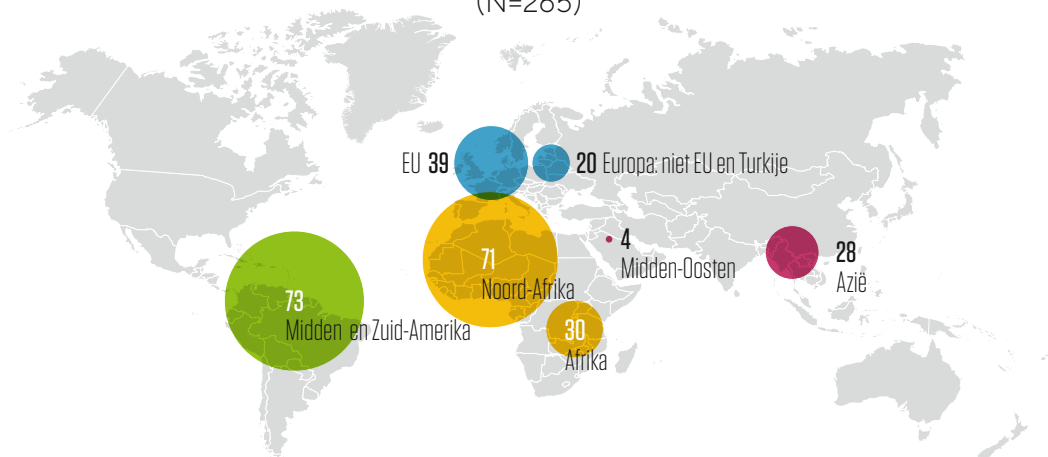 (N=265)
EU 39
20 Europa: niet EU en Turkije
4
Midden-Oosten
28
Azië
71
Noord-Afrika
73
Midden en Zuid-Amerika
30
Afrika